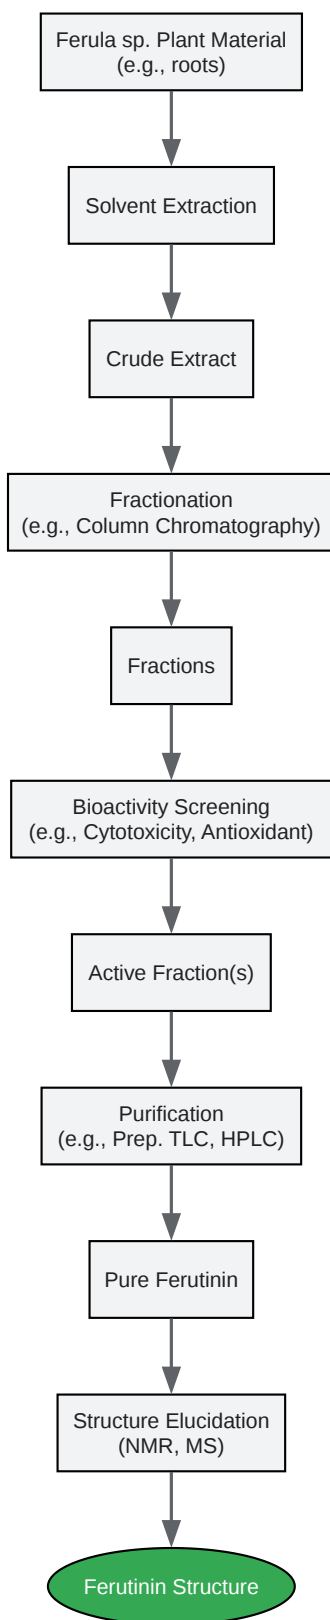 Ferula sp. Plant Material
(e.g., roots)
Solvent Extraction
Crude Extract
Fractionation
(e.g., Column Chromatography)
Fractions
Bioactivity Screening
(e.g., Cytotoxicity, Antioxidant)
Active Fraction(s)
Purification
(e.g., Prep. TLC, HPLC)
Pure Ferutinin
Structure Elucidation
(NMR, MS)
Ferutinin Structure